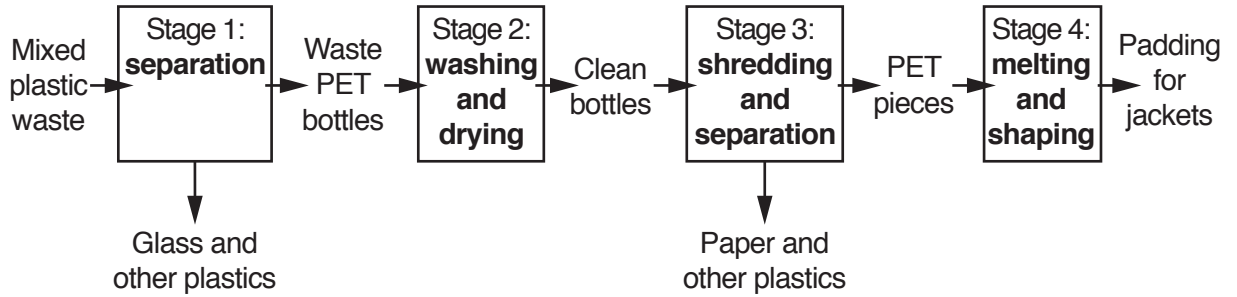 Mixed
plastic
waste
Stage 1:
separation
Glass and
other plastics
Waste
PET
bottles
Stage 2:
washing
and
drying
Clean
bottles
Stage 3:
shredding
and
separation
Paper and
other plastics
PET
pieces
Stage 4:
melting
and
shaping
Padding
for
jackets